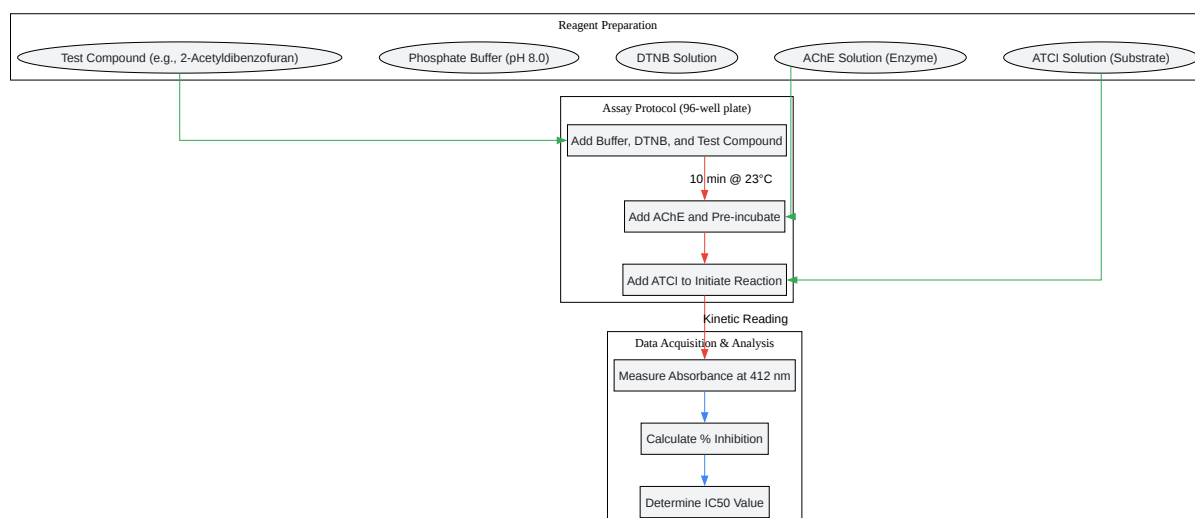 Reagent Preparation
Test Compound (e.g., 2-Acetyldibenzofuran)
Phosphate Buffer (pH 8.0)
DTNB Solution
AChE Solution (Enzyme)
ATCI Solution (Substrate)
Assay Protocol (96-well plate)
Add Buffer, DTNB, and Test Compound
10 min @ 23°C
Add AChE and Pre-incubate
Add ATCI to Initiate Reaction
Kinetic Reading
Data Acquisition & Analysis
Measure Absorbance at 412 nm
Calculate % Inhibition
Determine IC50 Value